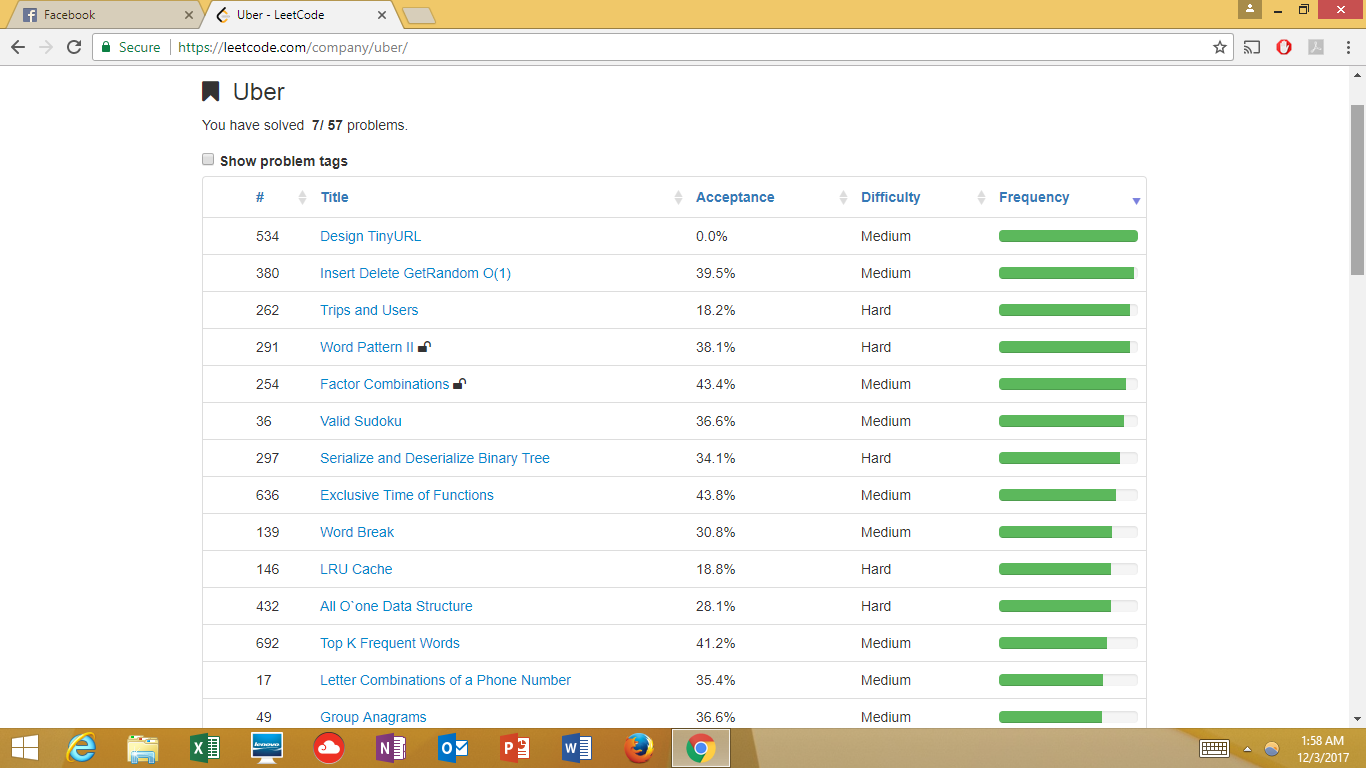 Facebook
Uber - LeetCode
Secure https://leetcode.com/company/uber/
Uber
You have solved 7/ 57 problems.
Show problem tags
# Title Acceptance Difficulty Frequency
534 Design TinyURL 0.0% Medium
380 Insert Delete GetRandom O(1) 39.5% Medium
262 Trips and Users 18.2% Hard
291 Word Pattern II 38.1% Hard
254 Factor Combinations 43.4% Medium
36 Valid Sudoku 36.6% Medium
297 Serialize and Deserialize Binary Tree 34.1% Hard
636 Exclusive Time of Functions 43.8% Medium
139 Word Break 30.8% Medium
146 LRU Cache 18.8% Hard
432 All O`one Data Structure 28.1% Hard
692 Top K Frequent Words 41.2% Medium
17 Letter Combinations of a Phone Number 35.4% Medium
49 Group Anagrams 36.6% Medium
lenovo
1:58 AM
12/3/2017